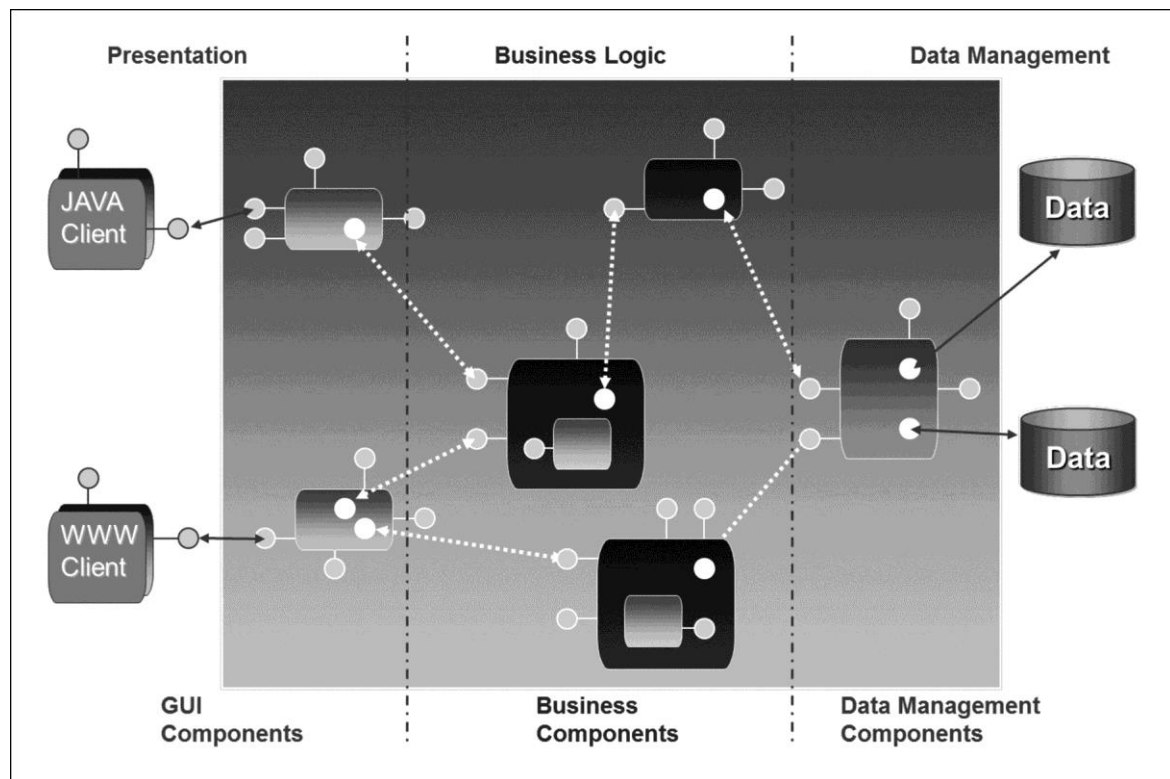 Presentation
Business Logic
Data Management
JAVA
Client
Data
Data
WWW
Client
GUI
Components
Business
Components
Data Management
Components